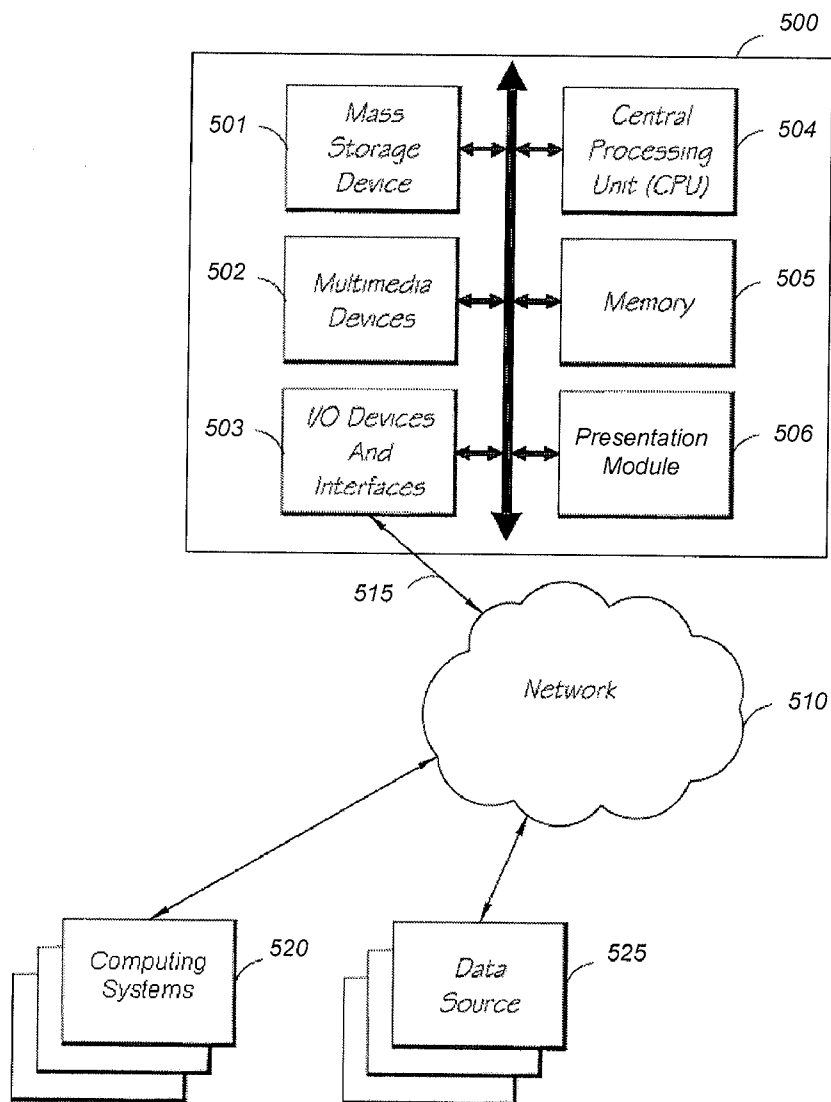 500
501
Mass
Storage
Device
Central
Processing
Unit (CPU)
504
502
Multimedia
Devices
Memory
505
503
I/O Devices
And
Interfaces
Presentation
Module
506
515
Network
510
Computing
Systems
520
Data
Source
525